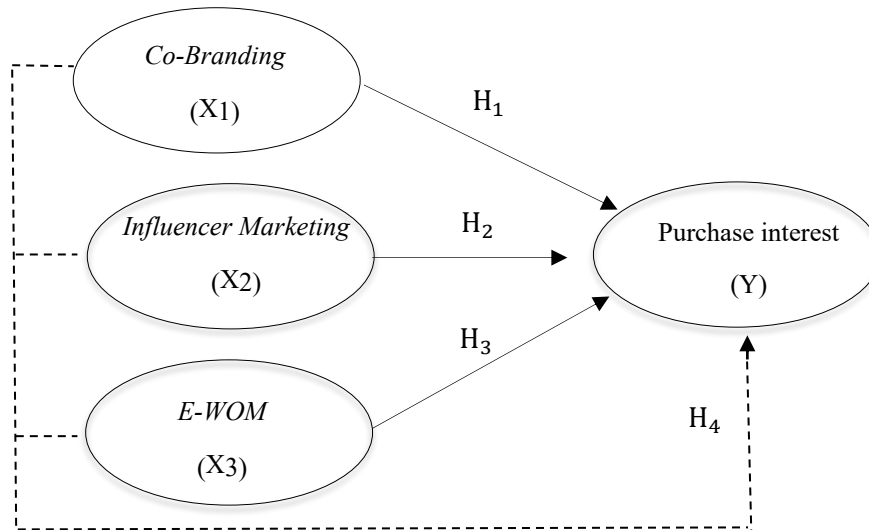 Co-Branding
(X1)
H₁
Influencer Marketing
(X2)
H₂
Purchase interest
(Y)
H₃
E-WOM
(X3)
H₄